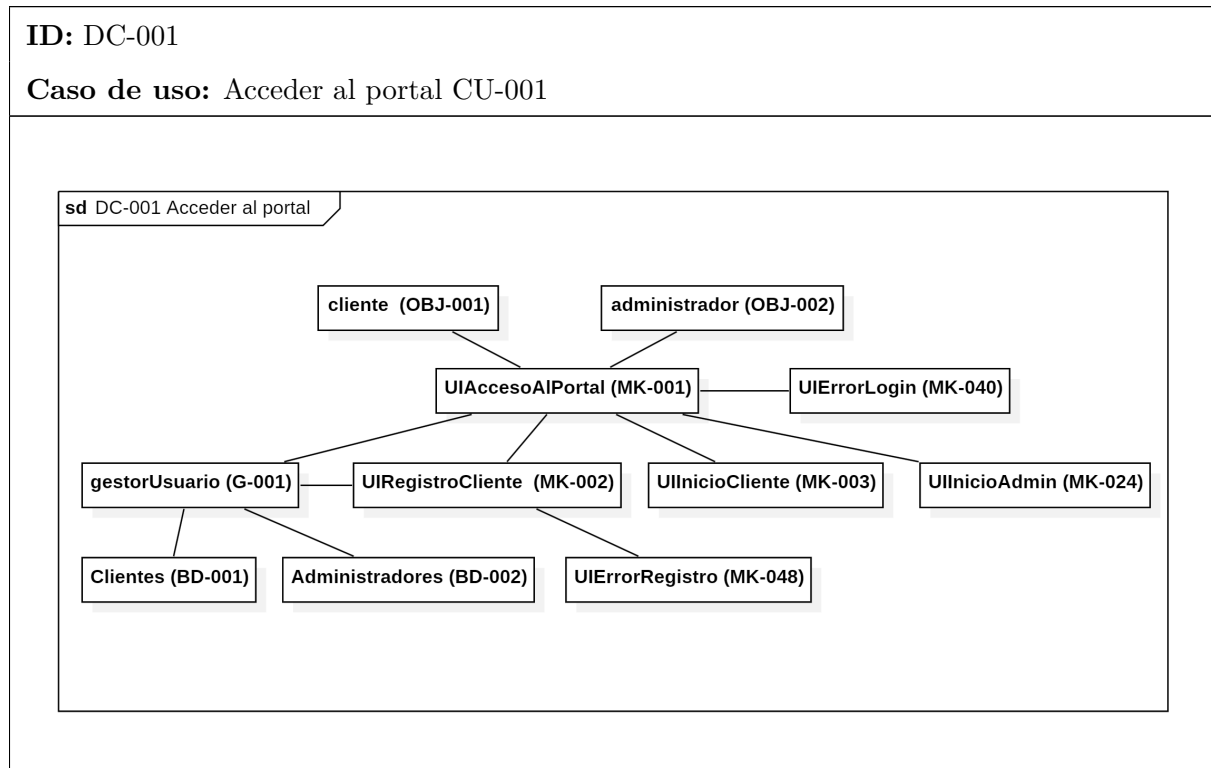 ID: DC-001
Caso de uso: Acceder al portal CU-001
sd DC-001 Acceder al portal
cliente (OBJ-001)
administrador (OBJ-002)
UIAccesoAlPortal (MK-001)
UIErrorLogin (MK-040)
gestorUsuario (G-001)
UIRegistroCliente (MK-002)
UIInicioCliente (MK-003)
UIInicioAdmin (MK-024)
Clientes (BD-001)
Administradores (BD-002)
UIErrorRegistro (MK-048)